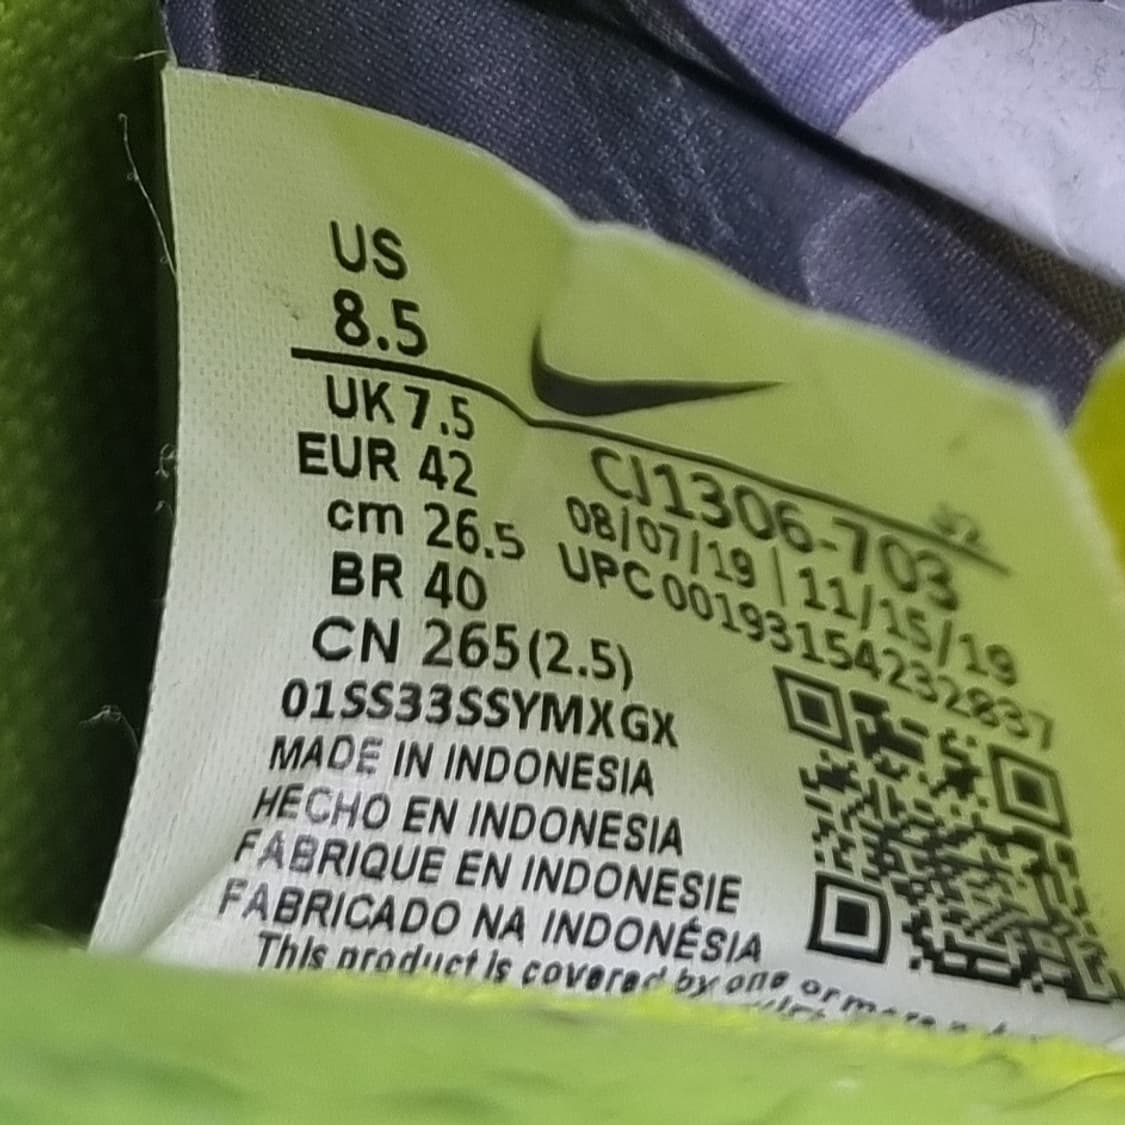 US
8.5
UK 7.5
EUR 42
cm 26.5
BR 40
CN 265(2.5)
CJ1306-703
08/07/19 | 11/15/19
UPC 00193154232837
01SS33SSYMXGX
MADE IN INDONESIA
HECHO EN INDONESIA
FABRIQUE EN INDONESIE
FABRICADO NA INDONÉSIA
This product is covered by one or more